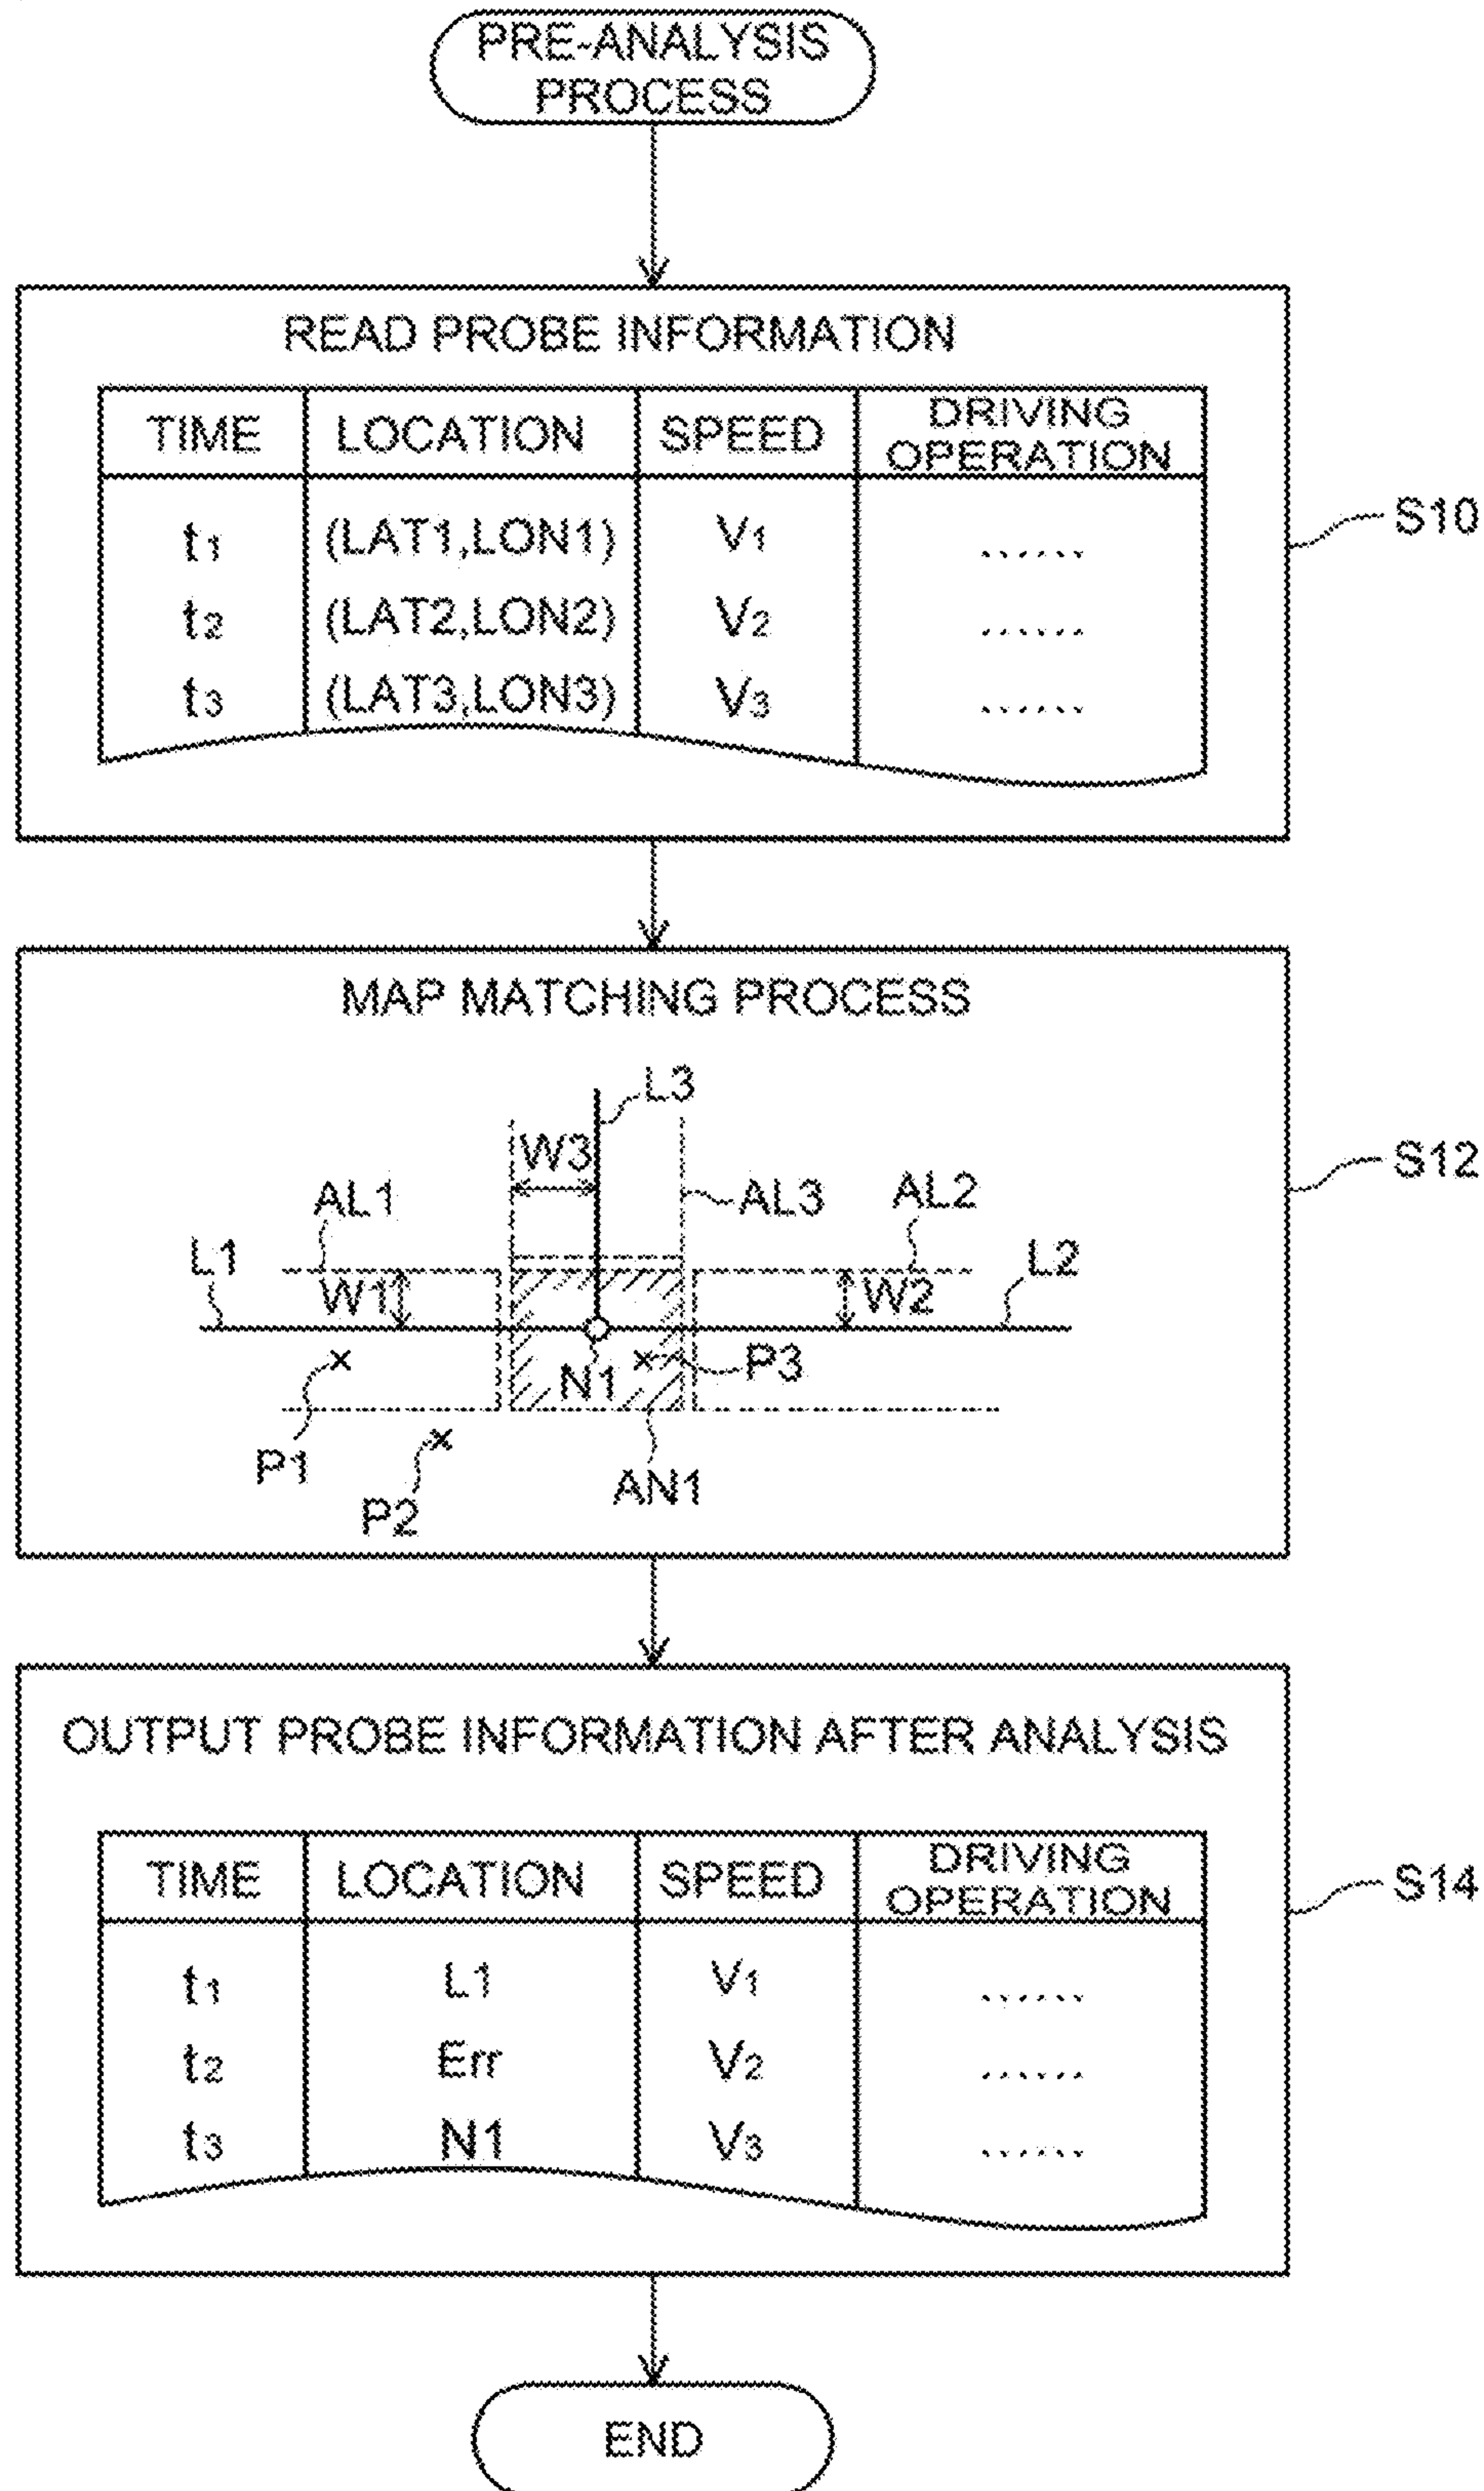 PRE-ANALYSIS
PROCESS
READ PROBE INFORMATION
TIME LOCATION SPEED DRIVING OPERATION
t1 (LAT1,LON1) V1 ......
t2 (LAT2,LON2) V2 ......
t3 (LAT3,LON3) V3 ......
S10
MAP MATCHING PROCESS
L3
W3
AL1 AL3 AL2
L1 W1 W2 L2
N1 P3
P1 AN1
P2
S12
OUTPUT PROBE INFORMATION AFTER ANALYSIS
TIME LOCATION SPEED DRIVING OPERATION
t1 L1 V1 ......
t2 Err V2 ......
t3 N1 V3 ......
S14
END